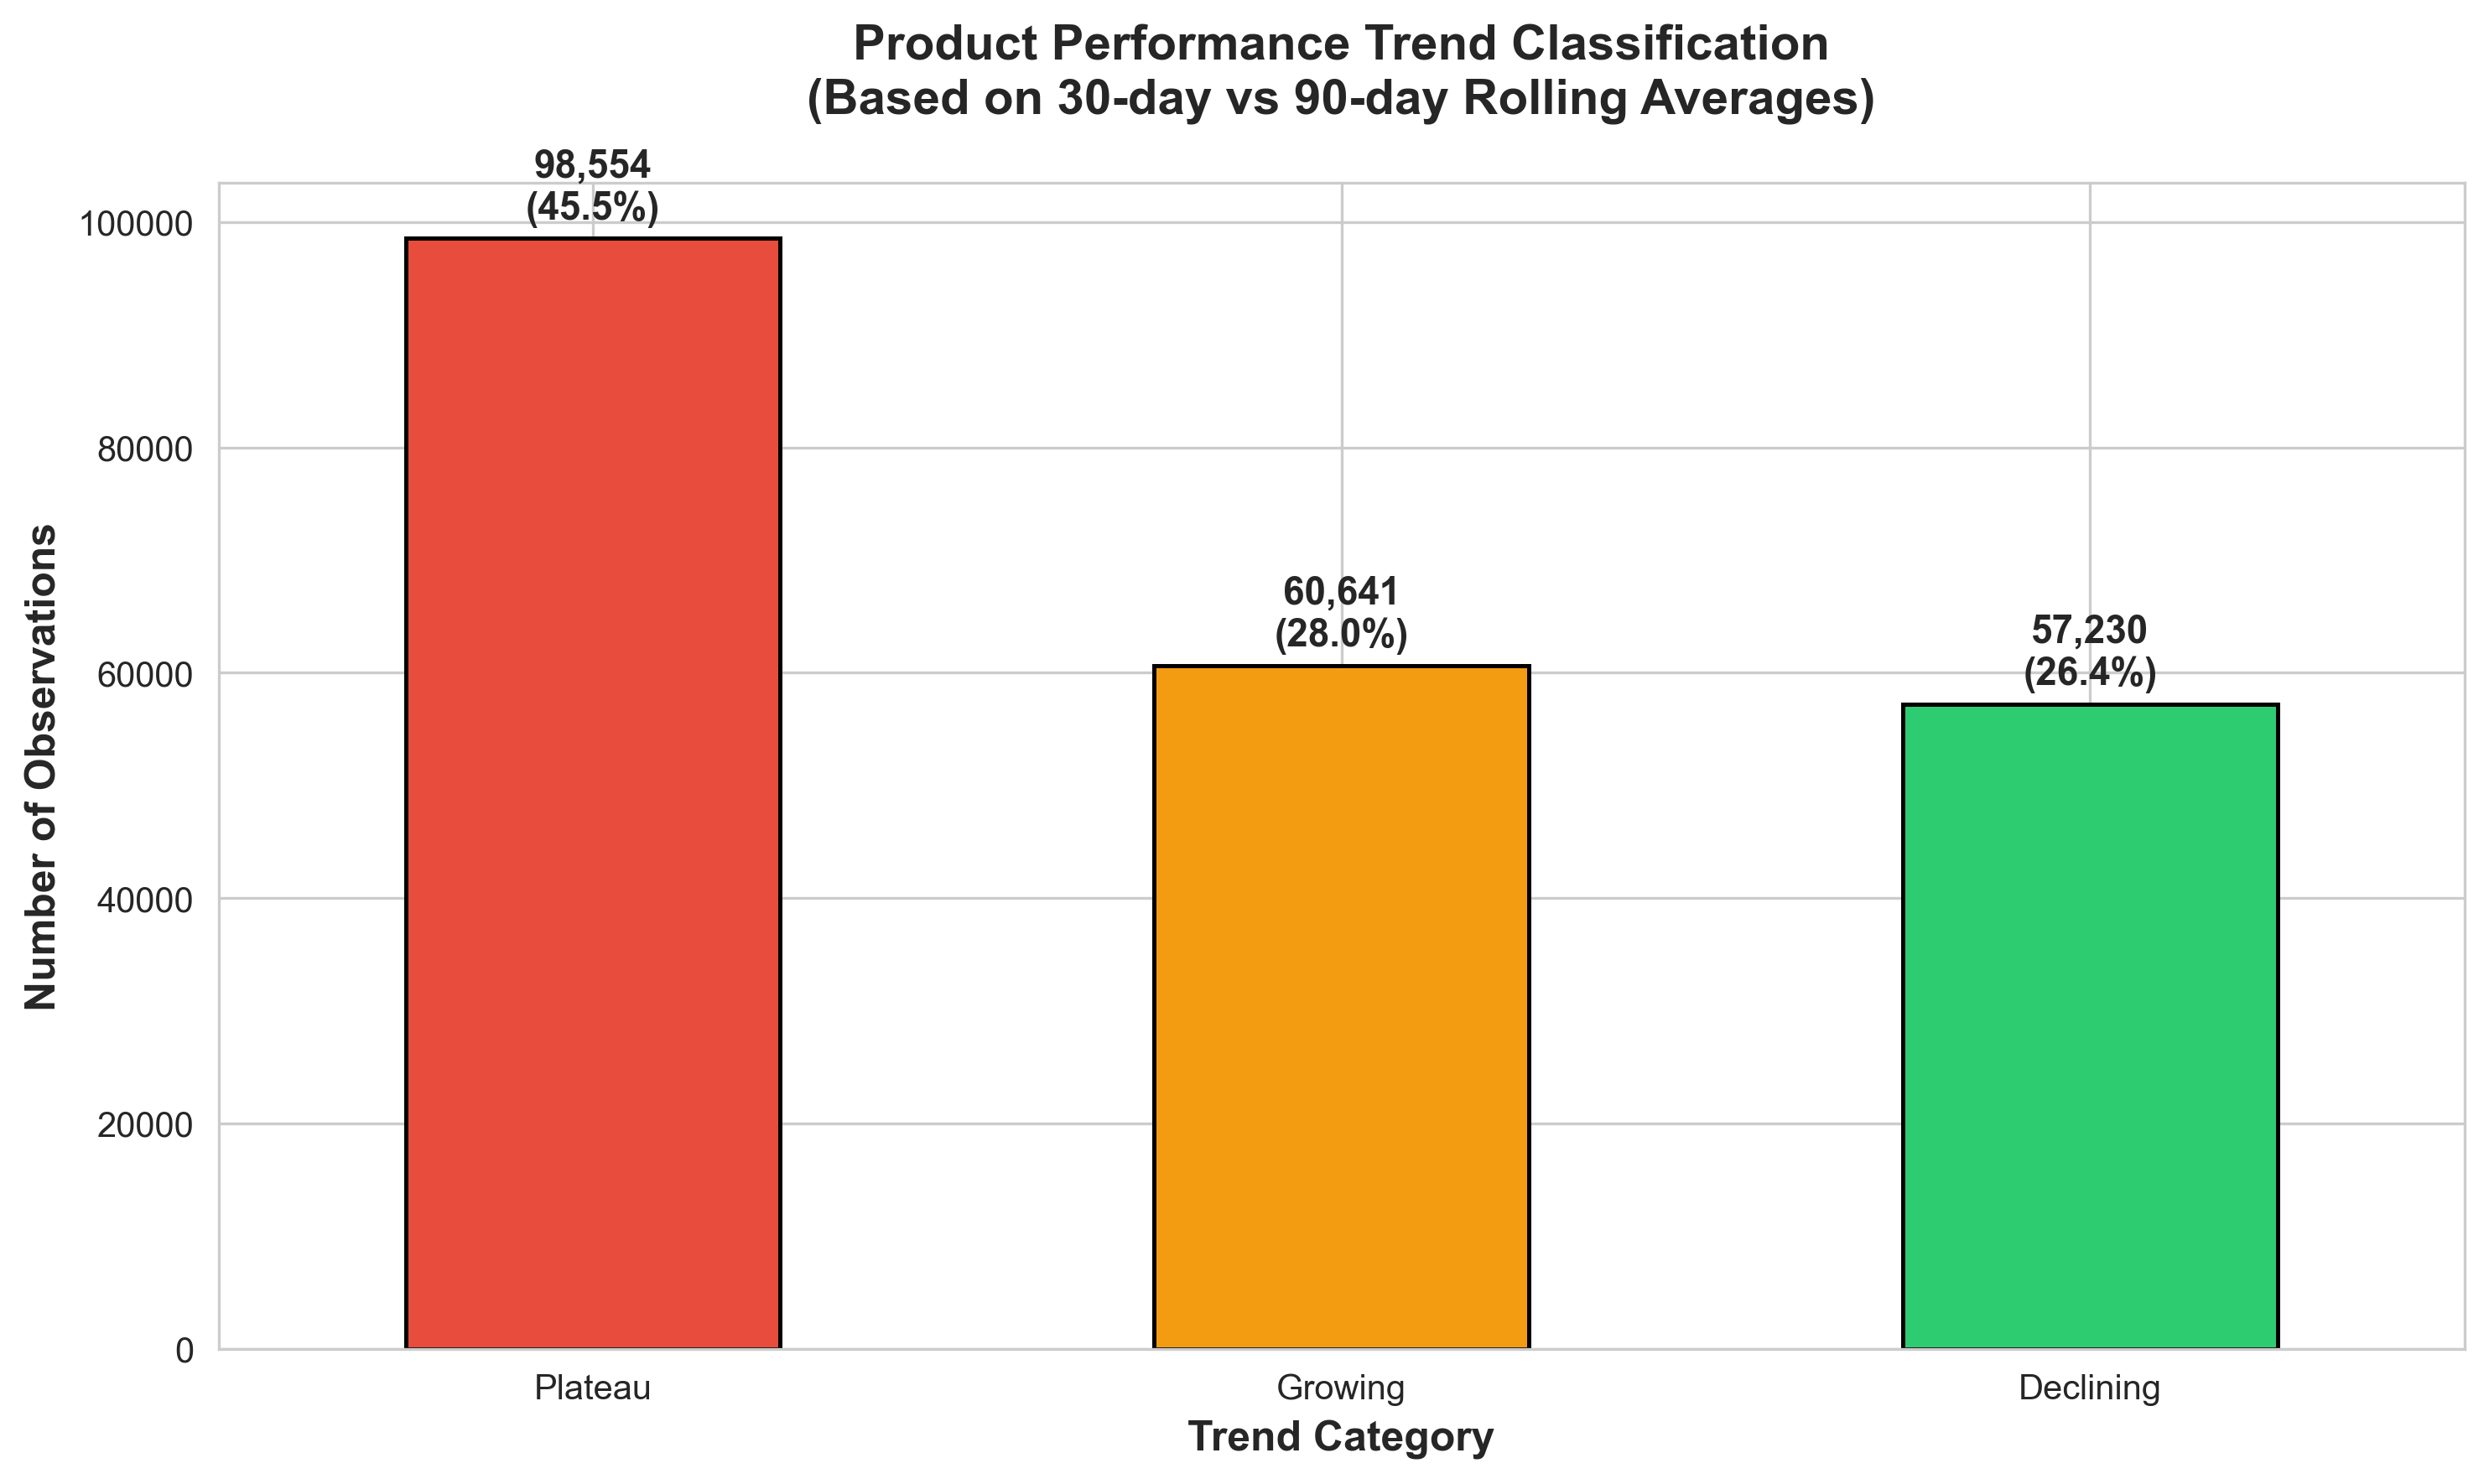 Product Performance Trend Classification
(Based on 30-day vs 90-day Rolling Averages)
98,554
(45.5%)
100000
80000
60,641
(28.0%)
57,230
(26.4%)
60000
40000
20000
0
Number of Observations
Plateau
Growing
Declining
Trend Category